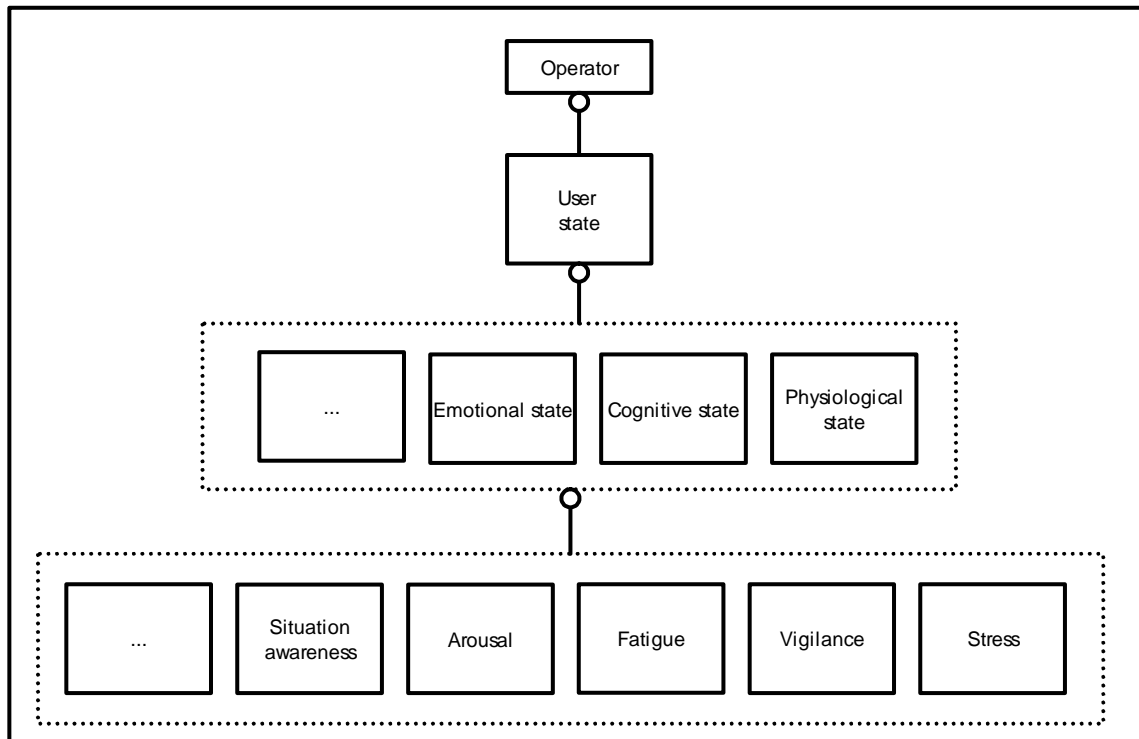 Operator
User
state
...
Emotional state
Cognitive state
Physiological
state
...
Situation
awareness
Arousal
Fatigue
Vigilance
Stress